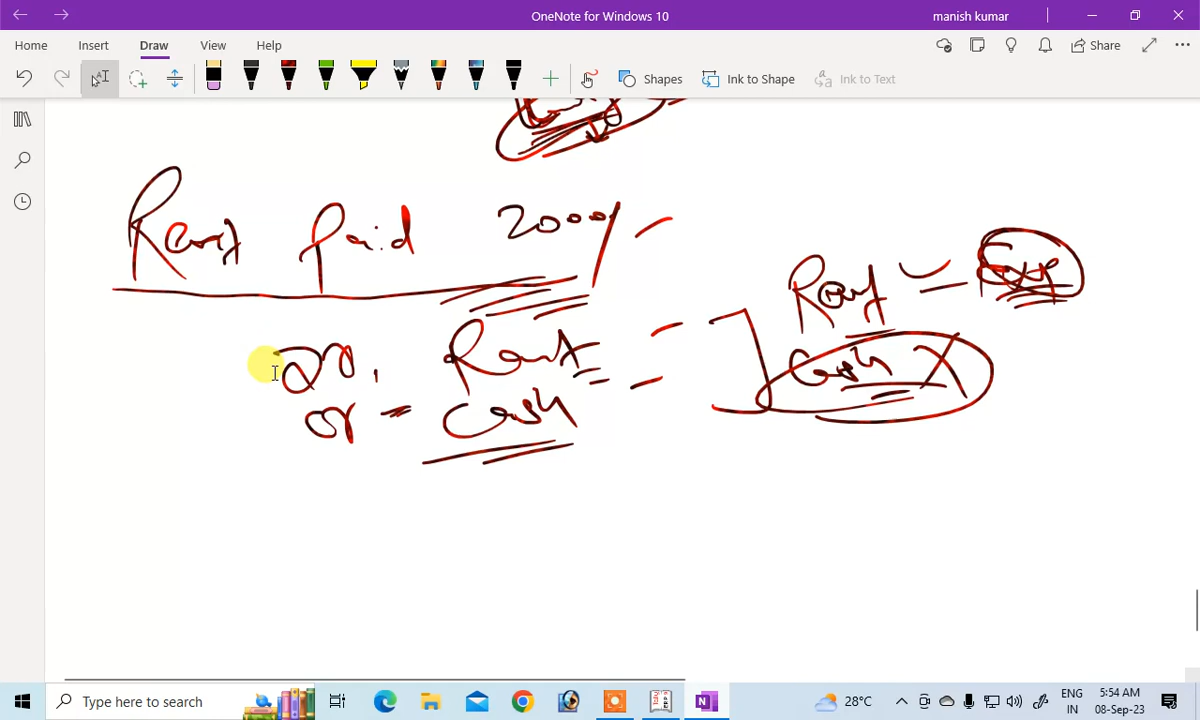 OneNote for Windows 10
manish kumar
Home Insert Draw View Help
Share
Shapes
Ink to Shape
Ink to Text
Rent Paid 2000/-
Rent - Exp
Dr. Rent =
Cash X
Cr - Cash -
Type here to search
28°C
ENG
IN
5:54 AM
08-Sep-23